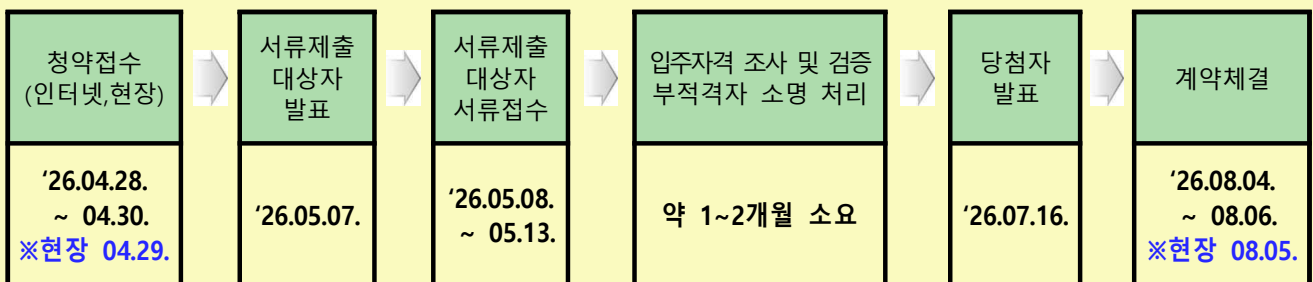 청약접수
(인터넷,현장)
서류제출
대상자
발표
서류제출
대상자
서류접수
입주자격 조사 및 검증
부적격자 소명 처리
당첨자
발표
계약체결
‘26.04.28.
~ 04.30.
※현장 04.29.
‘26.05.07.
‘26.05.08.
~ 05.13.
약 1~2개월 소요
‘26.07.16.
‘26.08.04.
~ 08.06.
※현장 08.05.